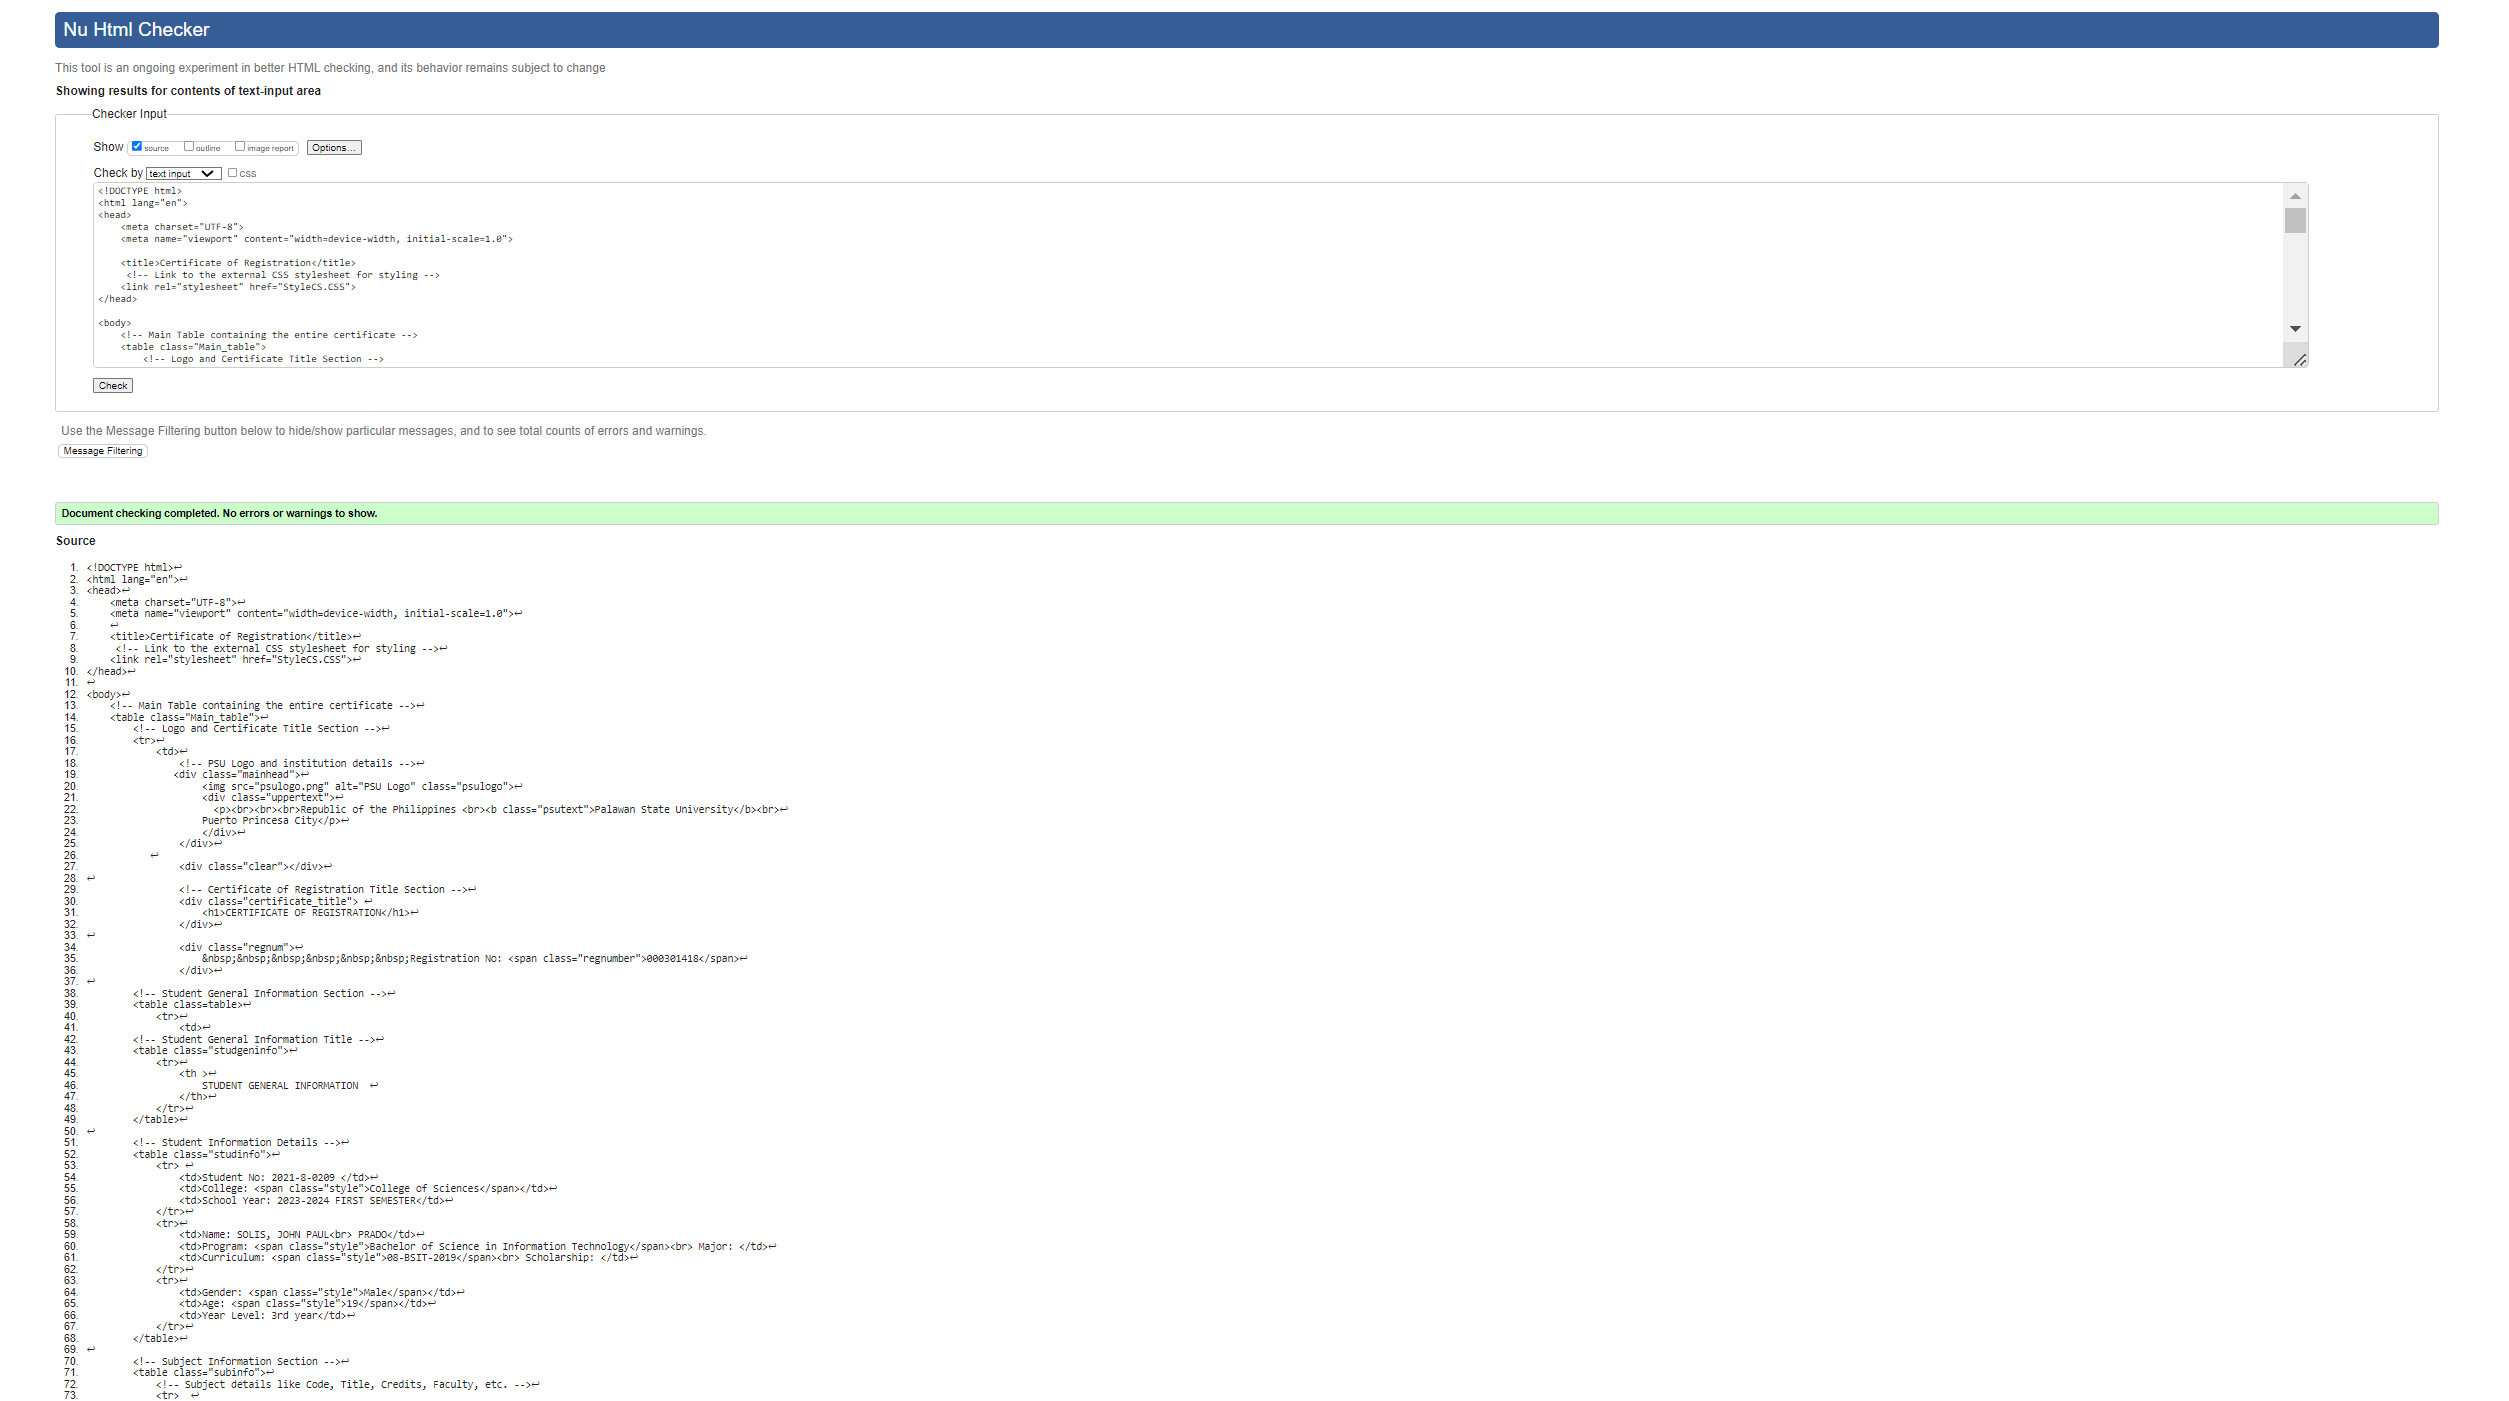 Nu Html Checker
This tool is an ongoing experiment in better HTML checking, and its behavior remains subject to change
Showing results for contents of text-input area
Checker Input
Show source outline image report Options...
Check by text input css
<!DOCTYPE html>
<html lang="en">
<head>
    <meta charset="UTF-8">
    <meta name="viewport" content="width=device-width, initial-scale=1.0">
    <title>Certificate of Registration</title>
     <!-- Link to the external CSS stylesheet for styling -->
    <link rel="stylesheet" href="StyleCS.CSS">
</head>
<body>
    <!-- Main Table containing the entire certificate -->
    <table class="Main_table">
        <!-- Logo and Certificate Title Section -->
Check
Use the Message Filtering button below to hide/show particular messages, and to see total counts of errors and warnings.
Message Filtering
Document checking completed. No errors or warnings to show.
Source
1. <!DOCTYPE html>↩
2. <html lang="en">↩
3. <head>↩
4.     <meta charset="UTF-8">↩
5.     <meta name="viewport" content="width=device-width, initial-scale=1.0">↩
6.     ↩
7.     <title>Certificate of Registration</title>↩
8.      <!-- Link to the external CSS stylesheet for styling -->↩
9.     <link rel="stylesheet" href="StyleCS.CSS">↩
10. </head>↩
11. ↩
12. <body>↩
13.     <!-- Main Table containing the entire certificate -->↩
14.     <table class="Main_table">↩
15.         <!-- Logo and Certificate Title Section -->↩
16.         <tr>↩
17.             <td>↩
18.                 <!-- PSU Logo and institution details -->↩
19.                <div class="mainhead">↩
20.                     <img src="psulogo.png" alt="PSU Logo" class="psulogo">↩
21.                     <div class="uppertext">↩
22.                       <p><br><br><br>Republic of the Philippines <br><b class="psutext">Palawan State University</b><br>↩
23.                     Puerto Princesa City</p>↩
24.                     </div>↩
25.                 </div>↩
26.            ↩
27.                 <div class="clear"></div>↩
28. ↩
29.                 <!-- Certificate of Registration Title Section -->↩
30.                 <div class="certificate_title"> ↩
31.                     <h1>CERTIFICATE OF REGISTRATION</h1>↩
32.                 </div>↩
33. ↩
34.                 <div class="regnum">↩
35.                     &nbsp;&nbsp;&nbsp;&nbsp;&nbsp;&nbsp;Registration No: <span class="regnumber">000301418</span>↩
36.                 </div>↩
37. ↩
38.         <!-- Student General Information Section -->↩
39.         <table class=table>↩
40.             <tr>↩
41.                 <td>↩
42.         <!-- Student General Information Title -->↩
43.         <table class="studgeninfo">↩
44.             <tr>↩
45.                 <th >↩
46.                     STUDENT GENERAL INFORMATION  ↩
47.                 </th>↩
48.             </tr>↩
49.         </table>↩
50. ↩
51.         <!-- Student Information Details -->↩
52.         <table class="studinfo">↩
53.             <tr> ↩
54.                 <td>Student No: 2021-8-0209 </td>↩
55.                 <td>College: <span class="style">College of Sciences</span></td>↩
56.                 <td>School Year: 2023-2024 FIRST SEMESTER</td>↩
57.             </tr>↩
58.             <tr>↩
59.                 <td>Name: SOLIS, JOHN PAUL<br> PRADO</td>↩
60.                 <td>Program: <span class="style">Bachelor of Science in Information Technology</span><br> Major: </td>↩
61.                 <td>Curriculum: <span class="style">08-BSIT-2019</span><br> Scholarship: </td>↩
62.             </tr>↩
63.             <tr>↩
64.                 <td>Gender: <span class="style">Male</span></td>↩
65.                 <td>Age: <span class="style">19</span></td>↩
66.                 <td>Year Level: 3rd year</td>↩
67.             </tr>↩
68.         </table>↩
69. ↩
70.         <!-- Subject Information Section -->↩
71.         <table class="subinfo">↩
72.             <!-- Subject details like Code, Title, Credits, Faculty, etc. -->↩
73.             <tr>  ↩